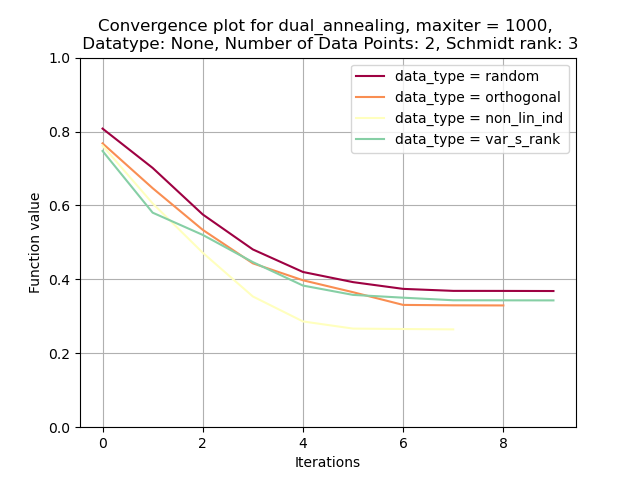 Convergence plot for dual_annealing, maxiter = 1000,
Datatype: None, Number of Data Points: 2, Schmidt rank: 3
1.0
0.8
0.6
0.4
0.2
0.0
Function value
data_type = random
data_type = orthogonal
data_type = non_lin_ind
data_type = var_s_rank
0 2 4 6 8
Iterations